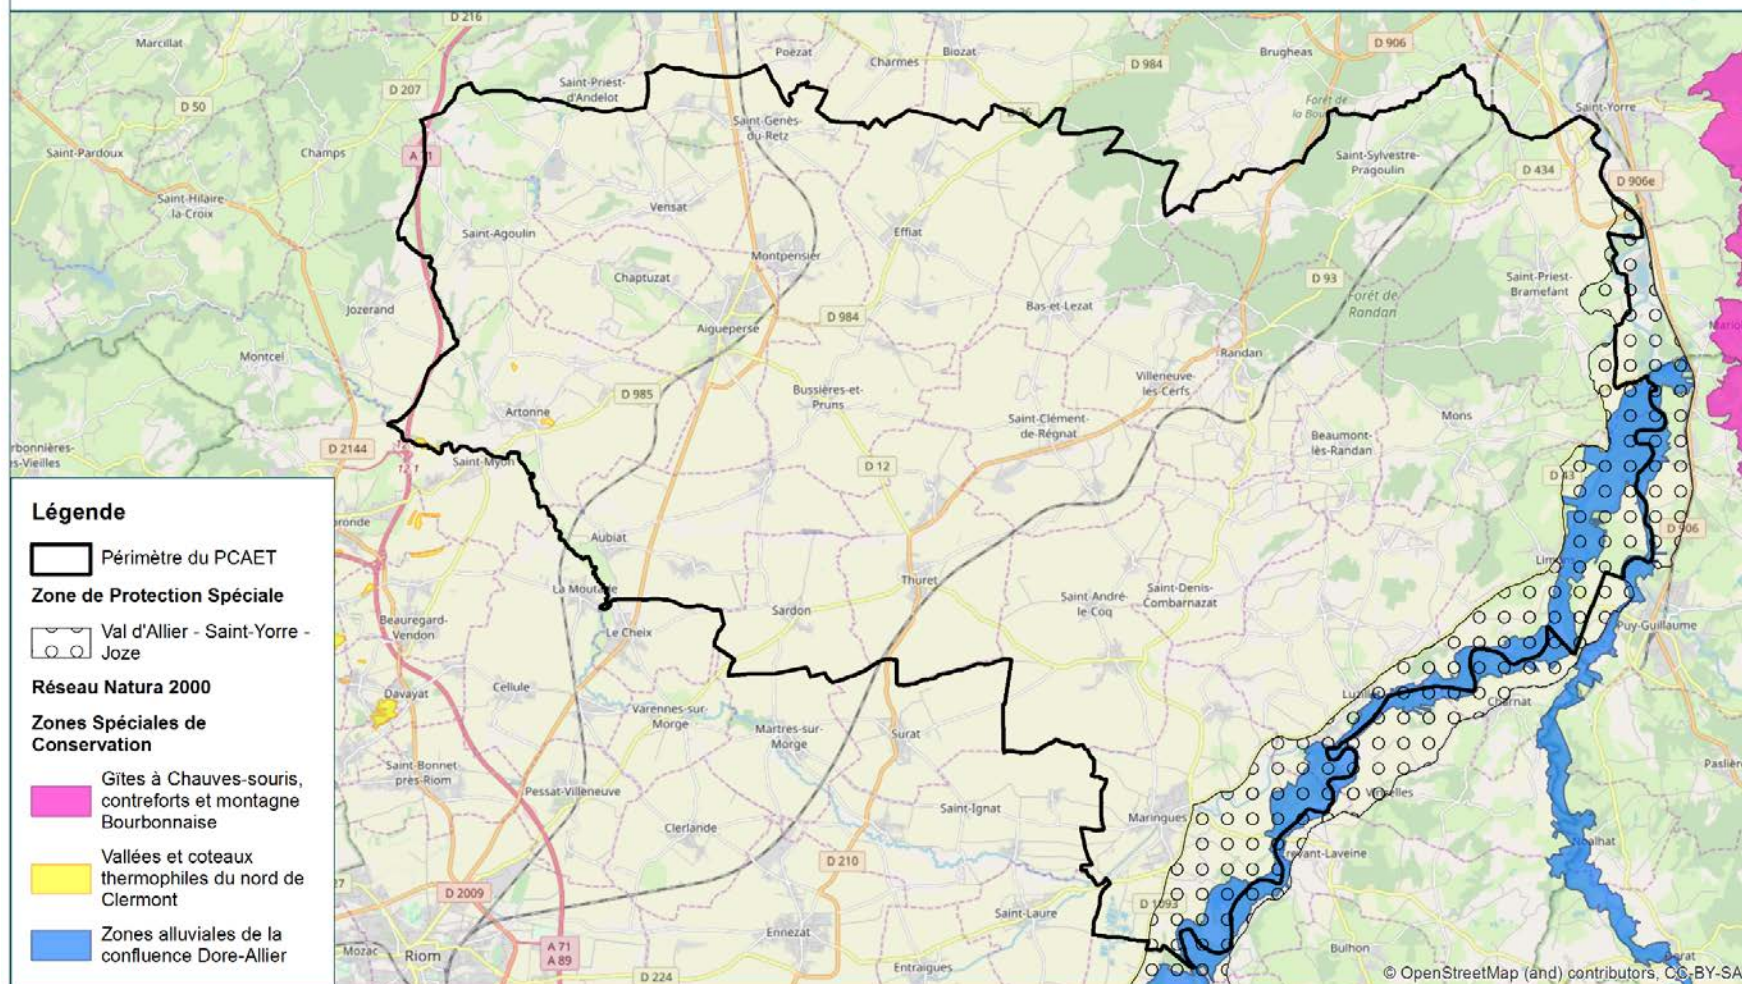 D 216
Marcillat
Poëzat
Biozat
Brugheas
D 906
Charmes
D 984
D 207
Saint-Priest-
d'Andelot
D 50
Saint-Genès-
du-Retz
Forêt de
Saint-Yorre
Saint-Pardoux
Champs
Saint-Sylvestre-
Pragoulin
D 434
D 906e
Saint-Hilaire-
la-Croix
Vensat
Saint-Agoulin
Effiat
Montpensier
Chaptuzat
D 93
Saint-Priest-
Bramefant
Forêt de
Randan
Jozerand
Bas-et-Lezat
D 984
Aigueperse
Montcel
Randan
Villeneuve-
les-Cerfs
Bussières-et-
Pruns
D 985
Artonne
Saint-Clément-
de-Régnat
Mons
Beaumont-
lès-Randan
D 2144
Saint-Myon
D 12
D 43
D 906
Aubiat
La Moutade
Thuret
Saint-André-
le-Coq
Saint-Denis-
Combarnazat
Sardon
Beauregard-
Vendon
Le Cheix
Puy-Guillaume
Davayat
Cellule
Varennes-sur-
Morge
Martres-sur-
Morge
Surat
Charnat
Saint-Bonnet-
près-Riom
Pessat-Villeneuve
Saint-Ignat
Maringues
Clerlande
D 210
D 2009
Saint-Laure
D 1093
Ennezat
A 71
A 89
Mozac
Riom
D 224
Entraigues
Bulhon
Légende
Périmètre du PCAET
Zone de Protection Spéciale
Val d'Allier - Saint-Yorre -
Joze
Réseau Natura 2000
Zones Spéciales de
Conservation
Gîtes à Chauves-souris,
contreforts et montagne
Bourbonnaise
Vallées et coteaux
thermophiles du nord de
Clermont
Zones alluviales de la
confluence Dore-Allier
© OpenStreetMap (and) contributors, CC-BY-SA